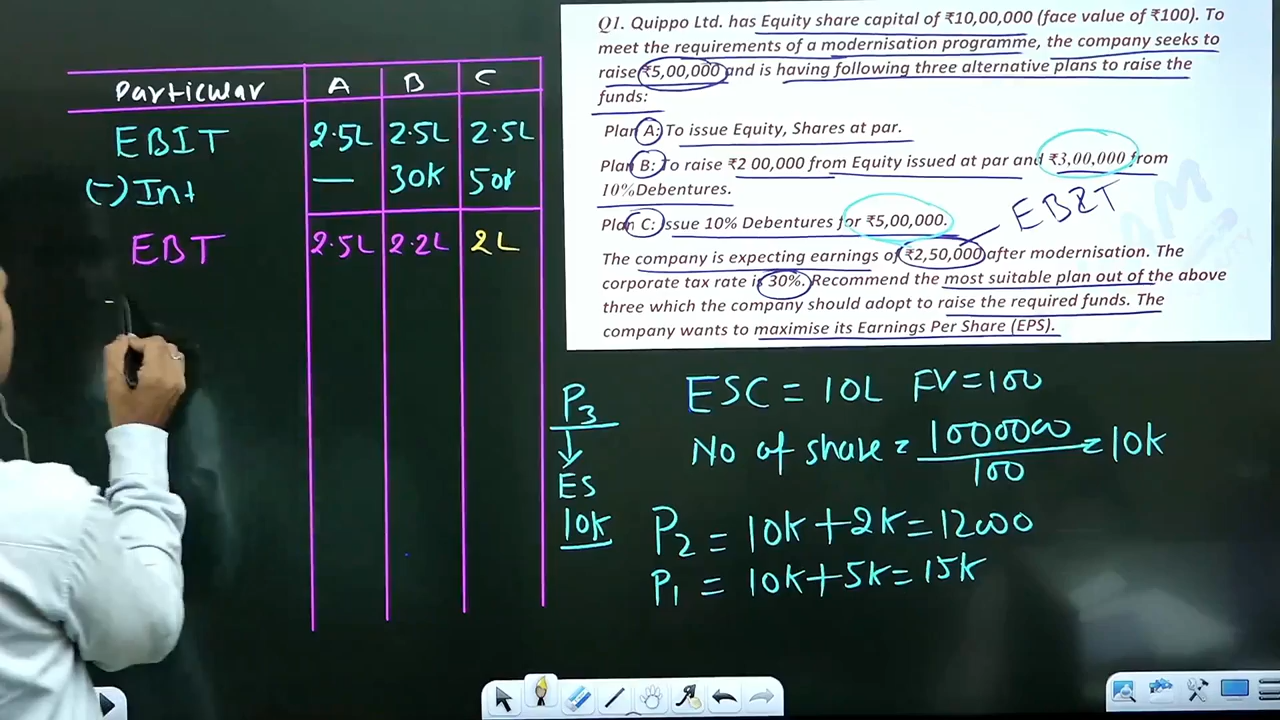 Particular A B C
EBIT 2.5L 2.5L 2.5L
(-) Int — 30K 50K
EBT 2.5L 2.2L 2L
Q1. Quippo Ltd. has Equity share capital of ₹10,00,000 (face value of ₹100). To
meet the requirements of a modernisation programme, the company seeks to
raise ₹5,00,000 and is having following three alternative plans to raise the
funds:
Plan A: To issue Equity, Shares at par.
Plan B: To raise ₹2 00,000 from Equity issued at par and ₹3,00,000 from
10%Debentures.
Plan C: Issue 10% Debentures for ₹5,00,000.
EBIT
The company is expecting earnings of ₹2,50,000 after modernisation. The
corporate tax rate is 30%. Recommend the most suitable plan out of the above
three which the company should adopt to raise the required funds. The
company wants to maximise its Earnings Per Share (EPS).
P3
↓
ES
10K
ESC = 10L FV = 100
No of share = 1000000 / 100 = 10K
P2 = 10K + 2K = 12000
P1 = 10K + 5K = 15K